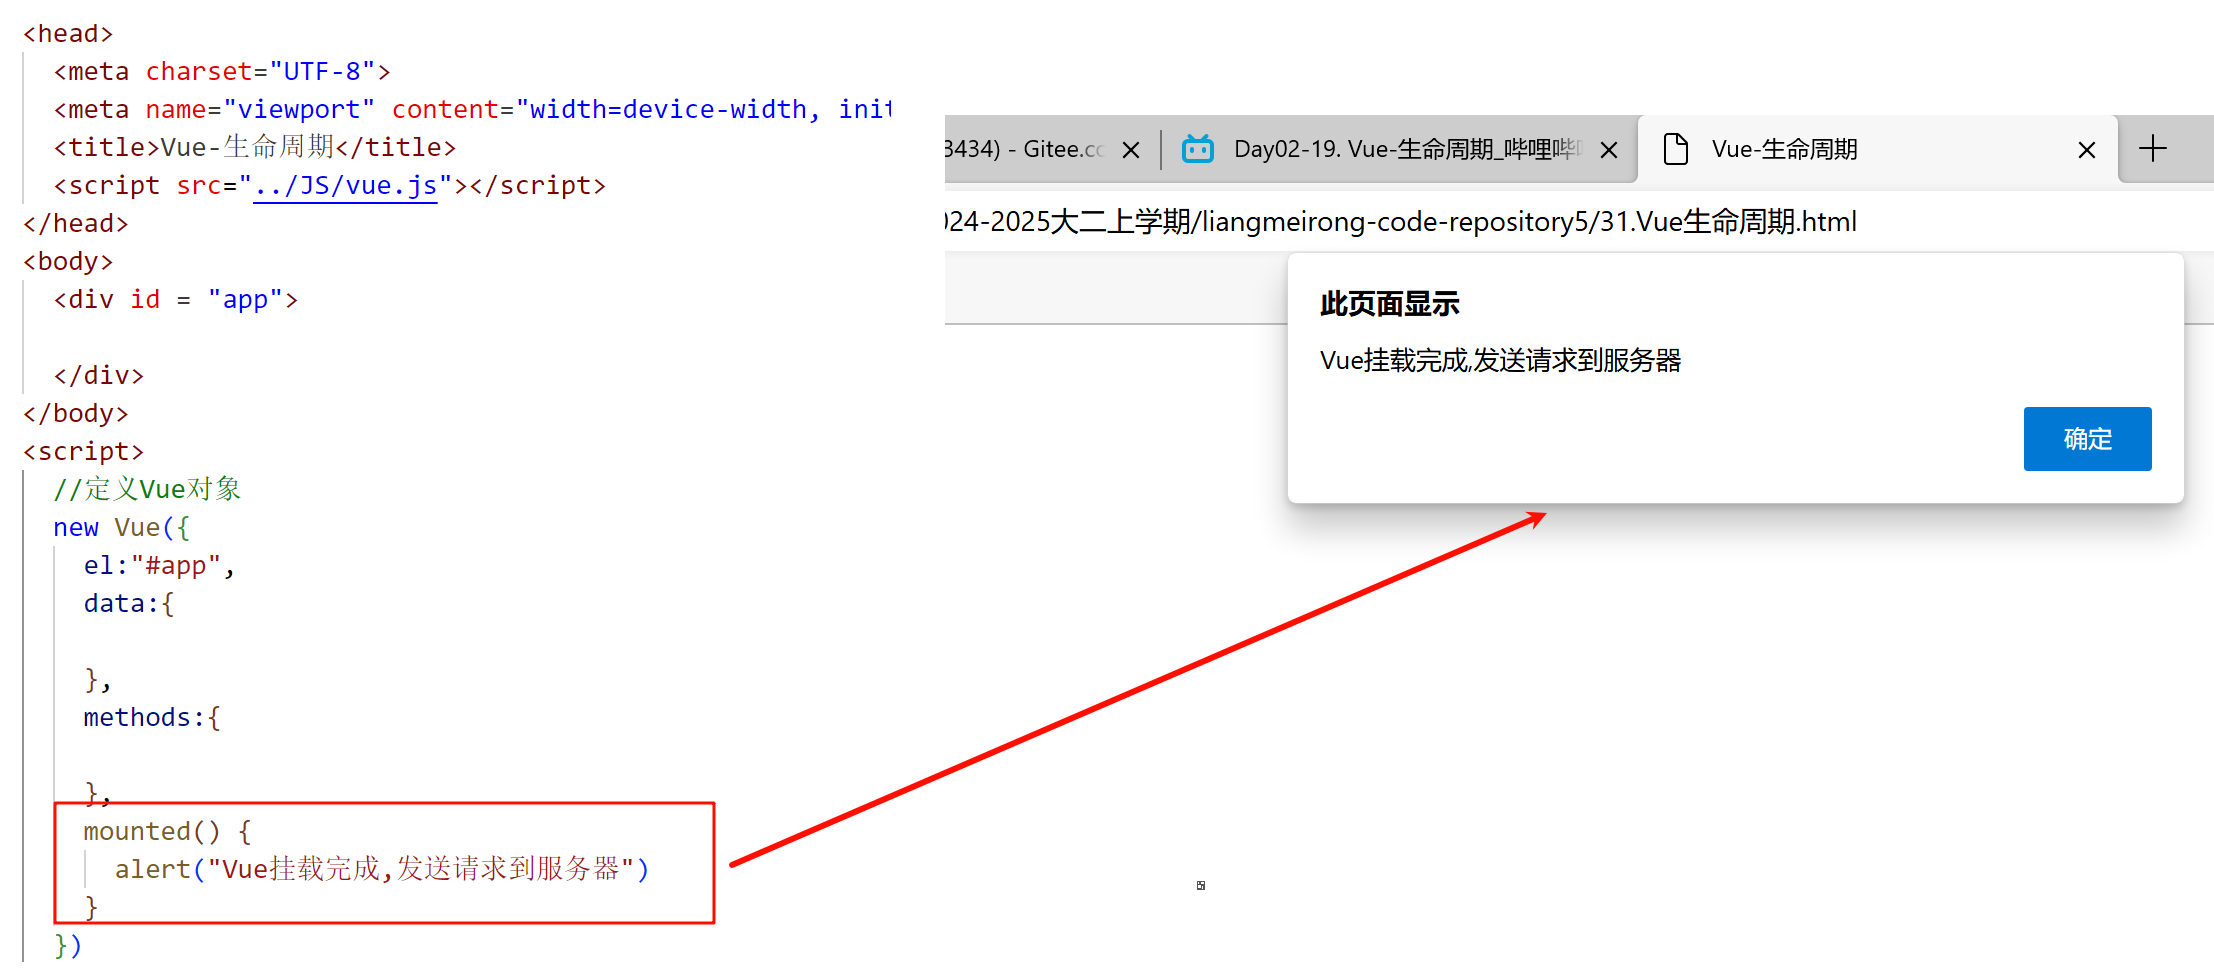 <head>
<meta charset="UTF-8">
<meta name="viewport" content="width=device-width, init
<title>Vue-生命周期</title>
<script src="../JS/vue.js"></script>
</head>
<body>
<div id = "app">
</div>
</body>
<script>
//定义Vue对象
new Vue({
el:"#app",
data:{
},
methods:{
},
mounted() {
alert("Vue挂载完成,发送请求到服务器")
}
})
3434) - Gitee.cc
Day02-19. Vue-生命周期_哔哩哔
Vue-生命周期
024-2025大二上学期/liangmeirong-code-repository5/31.Vue生命周期.html
此页面显示
Vue挂载完成,发送请求到服务器
确定